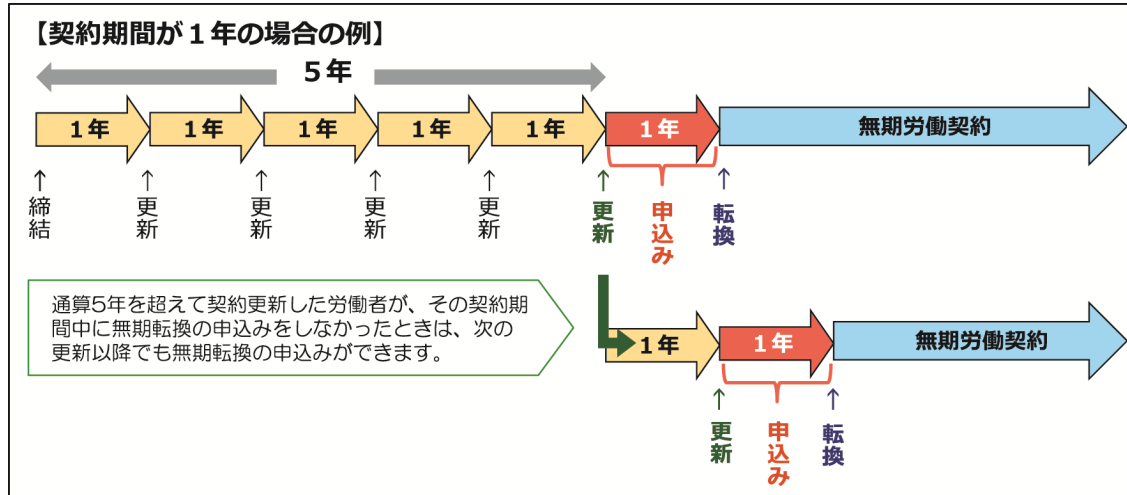 【契約期間が1年の場合の例】
5年
1年
1年
1年
1年
1年
1年
無期労働契約
締結
更新
更新
更新
更新
更新
申込み
転換
通算5年を超えて契約更新した労働者が、その契約期
間中に無期転換の申込みをしなかったときは、次の
更新以降でも無期転換の申込みができます。
1年
1年
無期労働契約
更新
申込み
転換